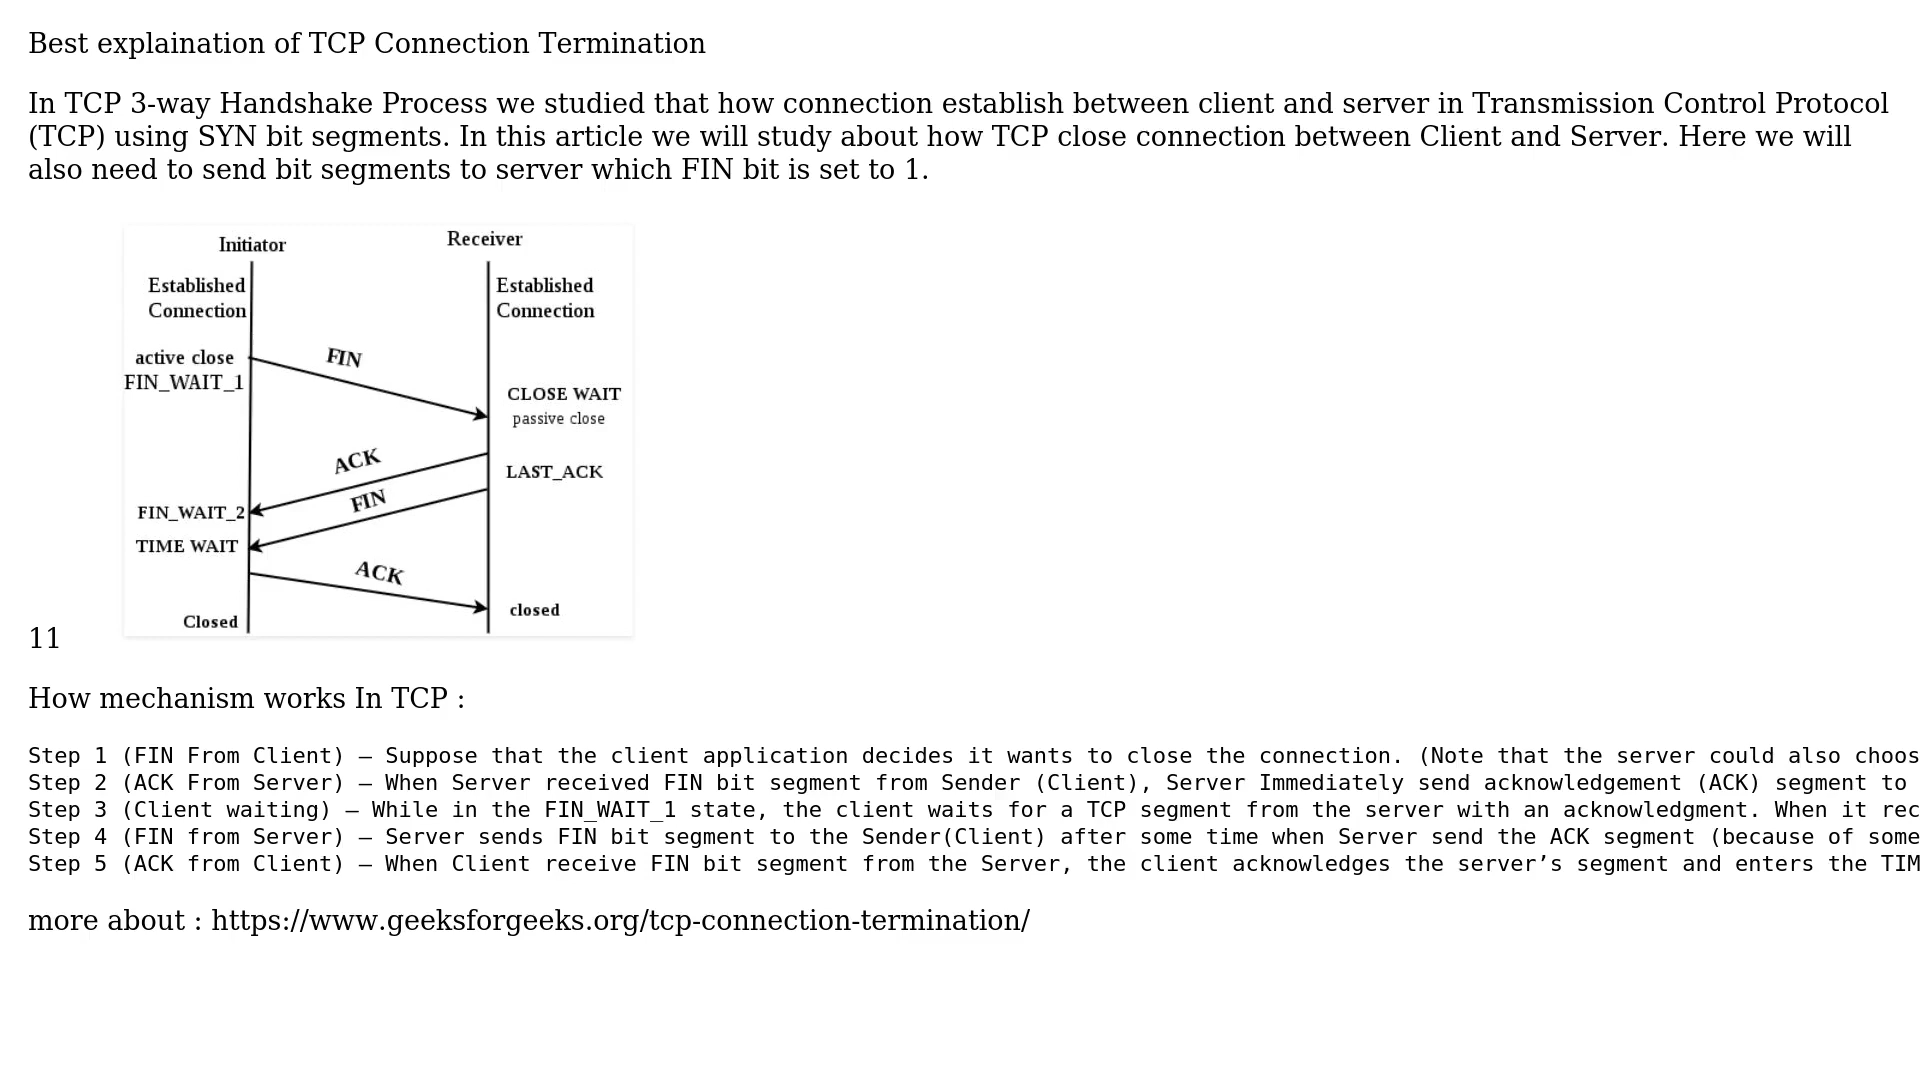 Best explaination of TCP Connection Termination
In TCP 3-way Handshake Process we studied that how connection establish between client and server in Transmission Control Protocol
(TCP) using SYN bit segments. In this article we will study about how TCP close connection between Client and Server. Here we will
also need to send bit segments to server which FIN bit is set to 1.
Initiator
Receiver
Established
Connection
Established
Connection
active close
FIN_WAIT_1
FIN
CLOSE WAIT
passive close
ACK
LAST_ACK
FIN
FIN_WAIT_2
TIME WAIT
ACK
closed
Closed
11
How mechanism works In TCP :
Step 1 (FIN From Client) – Suppose that the client application decides it wants to close the connection. (Note that the server could also choos
Step 2 (ACK From Server) – When Server received FIN bit segment from Sender (Client), Server Immediately send acknowledgement (ACK) segment to
Step 3 (Client waiting) – While in the FIN_WAIT_1 state, the client waits for a TCP segment from the server with an acknowledgment. When it rec
Step 4 (FIN from Server) – Server sends FIN bit segment to the Sender(Client) after some time when Server send the ACK segment (because of some
Step 5 (ACK from Client) – When Client receive FIN bit segment from the Server, the client acknowledges the server’s segment and enters the TIM
more about : https://www.geeksforgeeks.org/tcp-connection-termination/